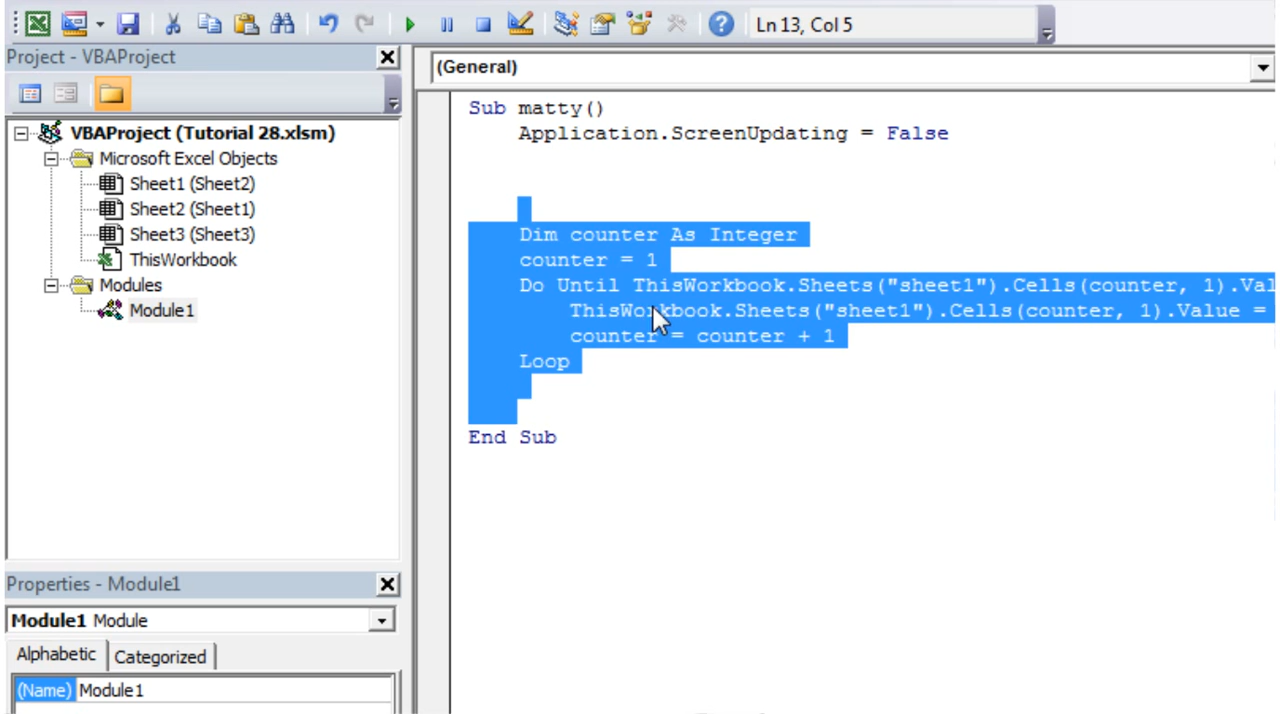 Ln 13, Col 5
Project - VBAProject
(General)
VBAProject (Tutorial 28.xlsm)
Microsoft Excel Objects
Sheet1 (Sheet2)
Sheet2 (Sheet1)
Sheet3 (Sheet3)
ThisWorkbook
Modules
Module1
Sub matty()
Application.ScreenUpdating = False
Dim counter As Integer
counter = 1
Do Until ThisWorkbook.Sheets("sheet1").Cells(counter, 1).Val
ThisWorkbook.Sheets("sheet1").Cells(counter, 1).Value =
counter = counter + 1
Loop
End Sub
Properties - Module1
Module1 Module
Alphabetic
Categorized
(Name) Module1